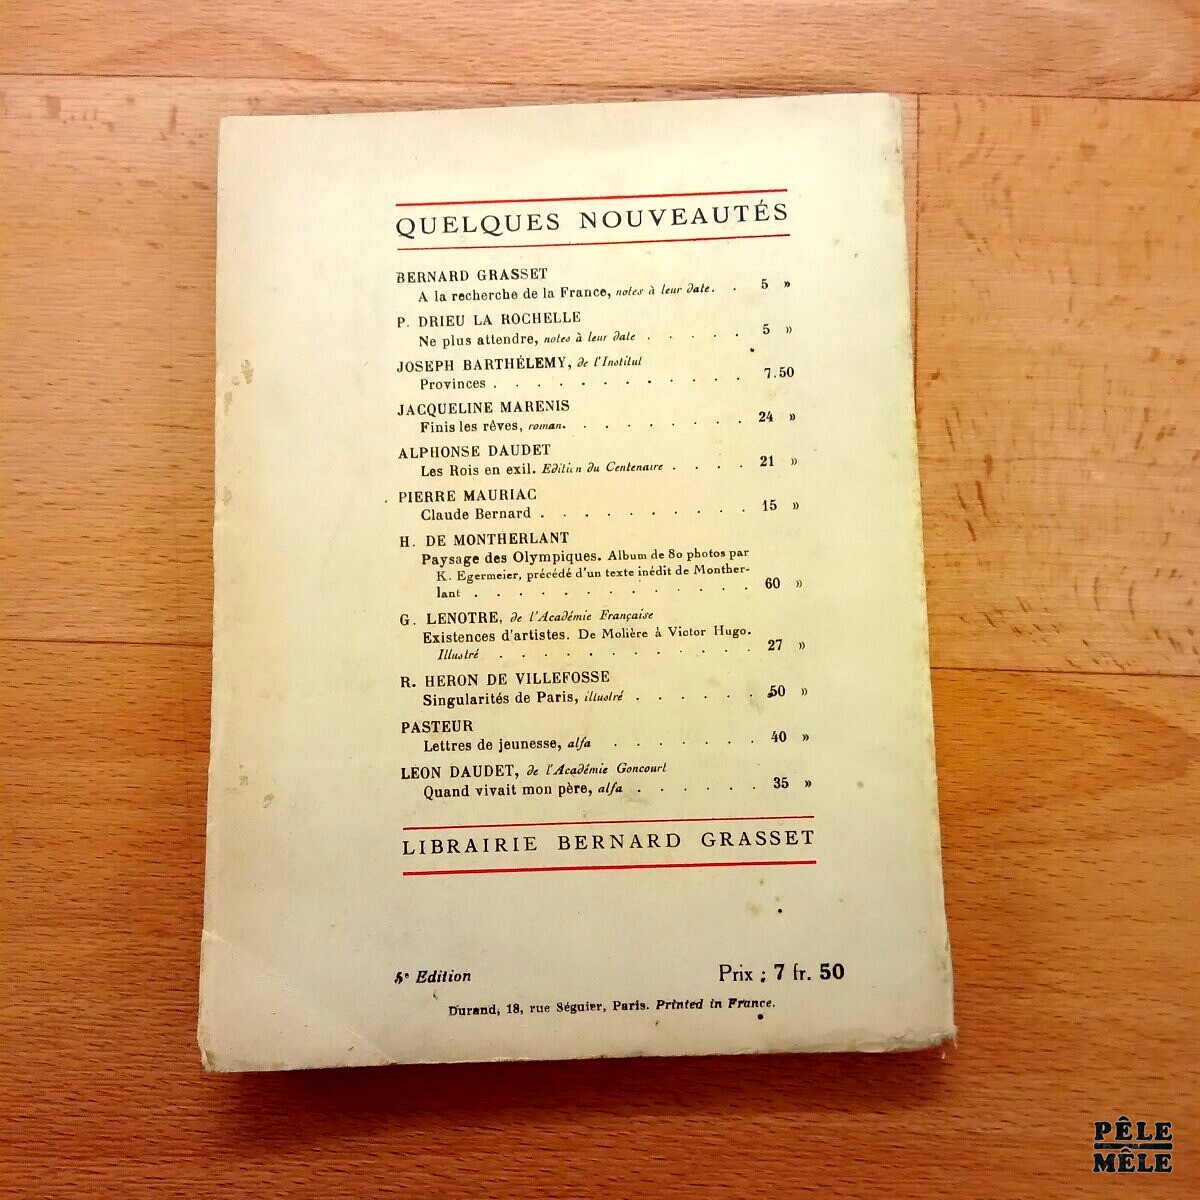 QUELQUES NOUVEAUTÉS
BERNARD GRASSET
A la recherche de la France, notes à leur date. . 5 »
P. DRIEU LA ROCHELLE
Ne plus attendre, notes à leur date . . . . . 5 »
JOSEPH BARTHÉLEMY, de l'Institut
Provinces . . . . . . . . . . . . 7.50
JACQUELINE MARENIS
Finis les rêves, roman. . . . . . . . . 24 »
ALPHONSE DAUDET
Les Rois en exil. Edition du Centenaire . . . . 21 »
PIERRE MAURIAC
Claude Bernard . . . . . . . . . . 15 »
H. DE MONTHERLANT
Paysage des Olympiques. Album de 80 photos par
K. Egermeier, précédé d'un texte inédit de Monther-
lant . . . . . . . . . . . . . 60 »
G. LENOTRE, de l'Académie Française
Existences d'artistes. De Molière à Victor Hugo.
Illustré . . . . . . . . . . . . 27 »
R. HERON DE VILLEFOSSE
Singularités de Paris, illustré . . . . . . 50 »
PASTEUR
Lettres de jeunesse, alfa . . . . . . . 40 »
LEON DAUDET, de l'Académie Goncourt
Quand vivait mon père, alfa . . . . . . 35 »
LIBRAIRIE BERNARD GRASSET
5e Edition Prix : 7 fr. 50
Durand, 18, rue Séguier, Paris. Printed in France.
PÊLE
MÊLE